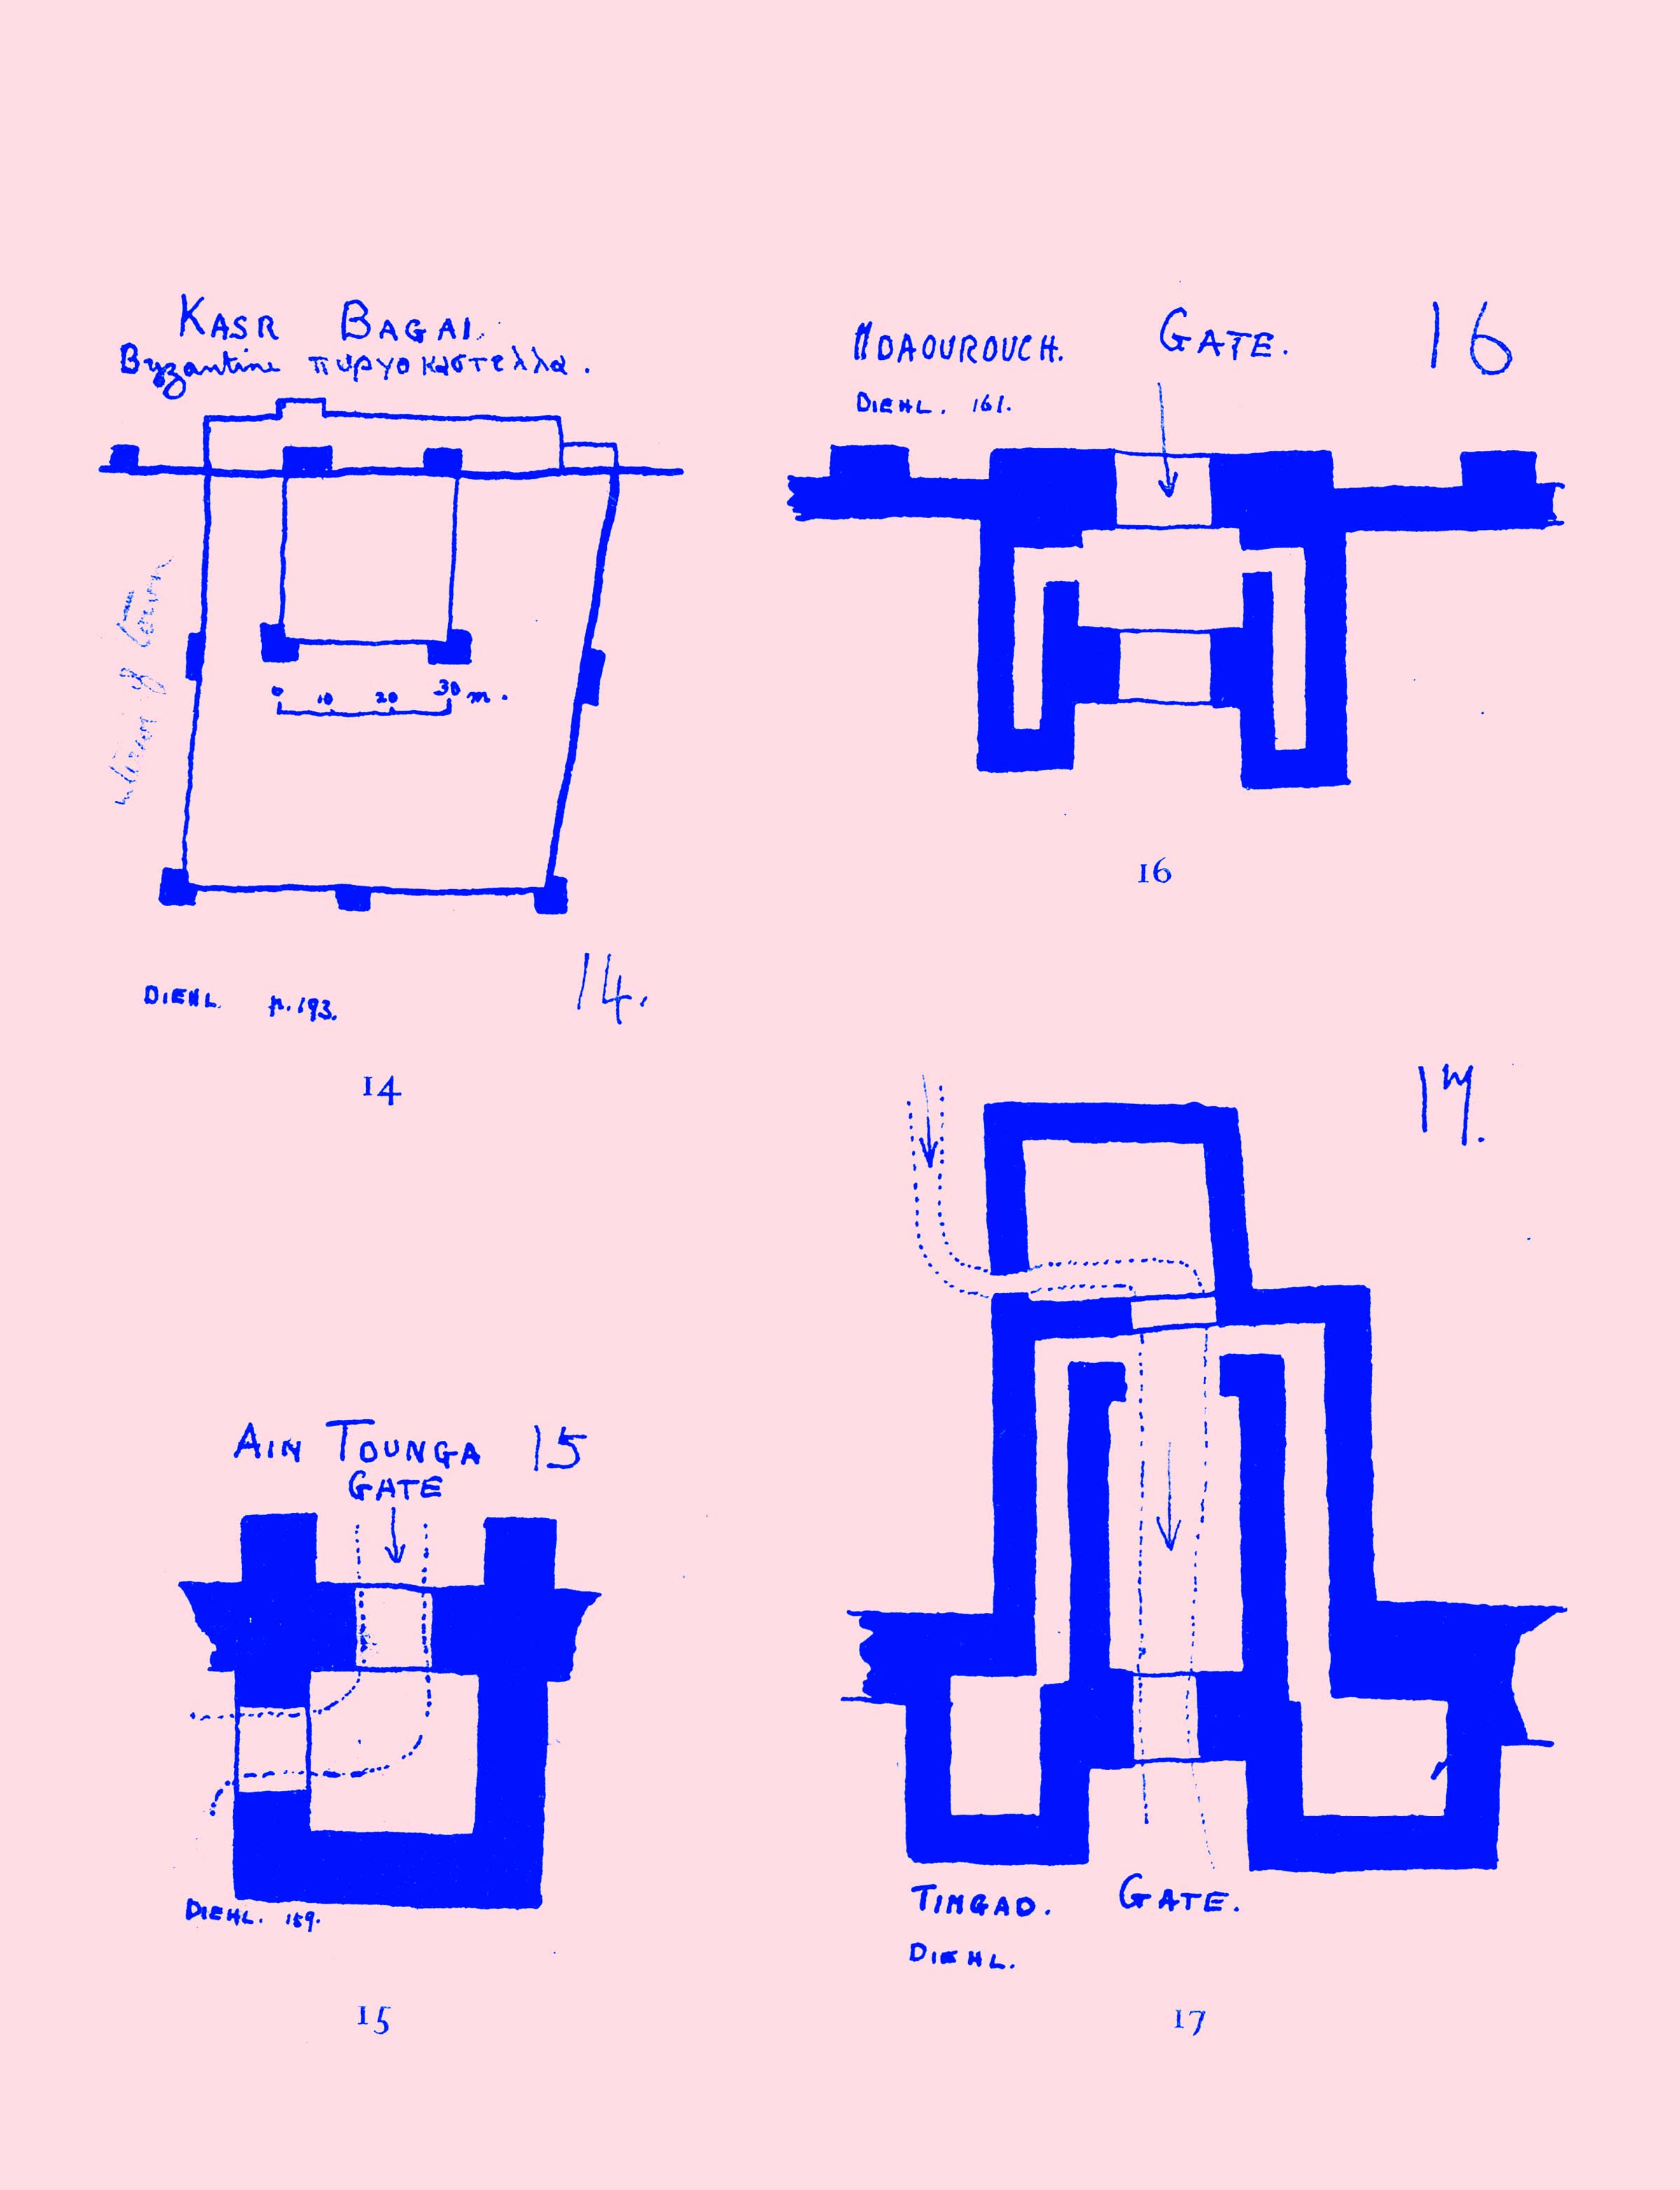 KASR BAGAI.
Byzantine πυργοκαστελλα.
0 10 20 30 m.
DIEHL. p. 193.
14.
14
MDAOUROUCH. GATE. 16
DIEHL. 161.
16
AIN TOUNGA 15
GATE
DIEHL. 159.
15
17.
TIMGAD. GATE.
DIEHL.
17